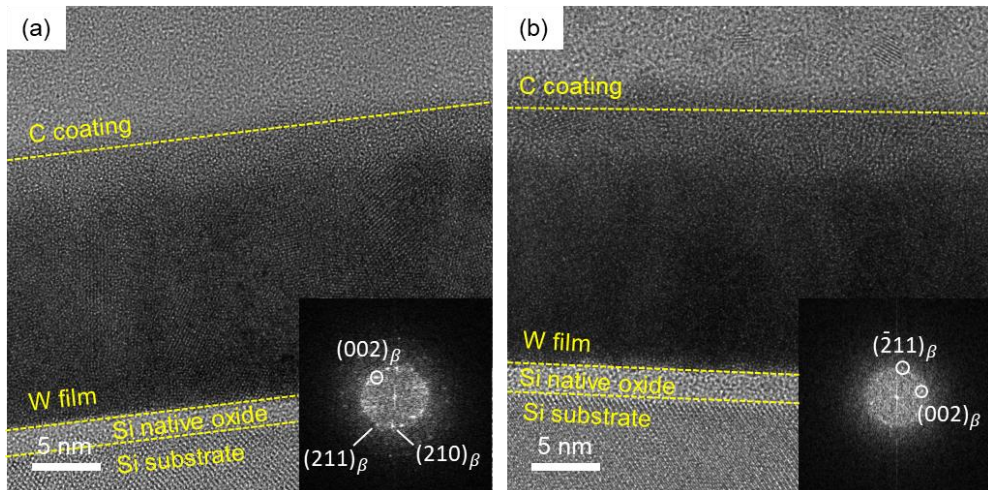 (a)
C coating
W film
Si native oxide
Si substrate
5 nm
(002)β
(211)β
(210)β
(b)
C coating
W film
Si native oxide
Si substrate
5 nm
(2̄11)β
(002)β